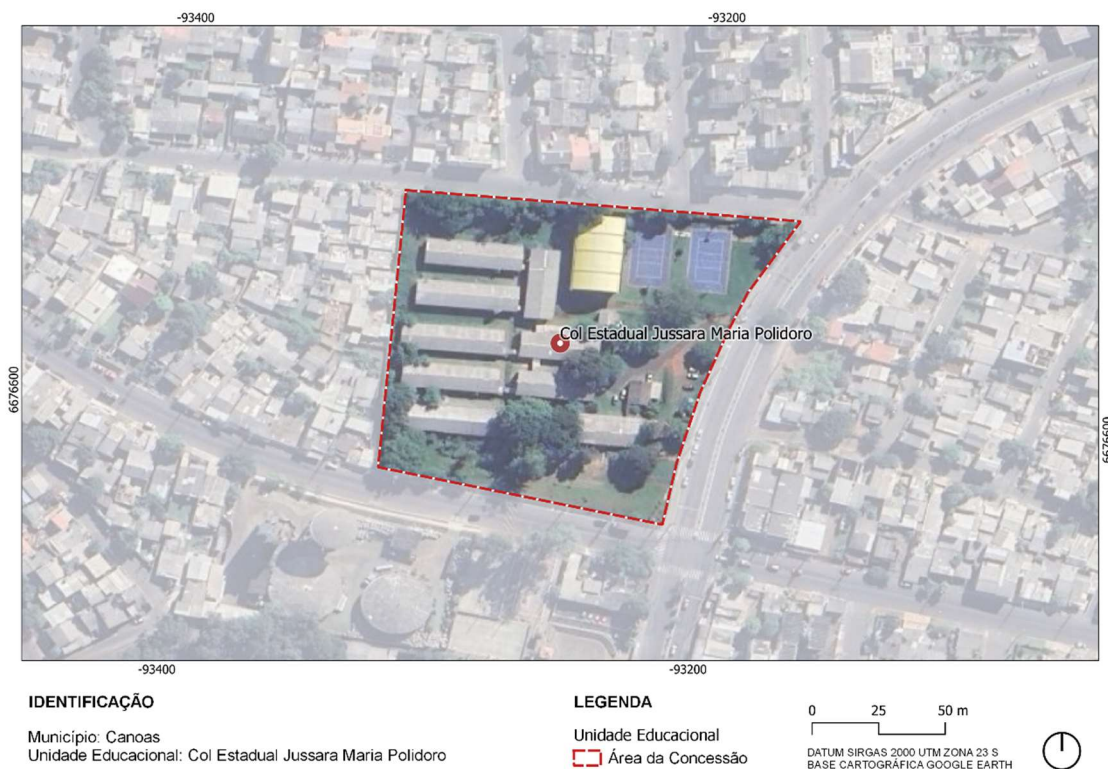 -93400 -93200
Col Estadual Jussara Maria Polidoro
6676600 6676600
-93400 -93200
IDENTIFICAÇÃO
Município: Canoas
Unidade Educacional: Col Estadual Jussara Maria Polidoro
LEGENDA
Unidade Educacional
Área da Concessão
0 25 50 m
DATUM SIRGAS 2000 UTM ZONA 23 S
BASE CARTOGRÁFICA GOOGLE EARTH